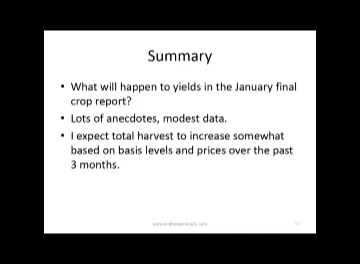 Summary
• What will happen to yields in the January final
crop report?
• Lots of anecdotes, modest data.
• I expect total harvest to increase somewhat
based on basis levels and prices over the past
3 months.